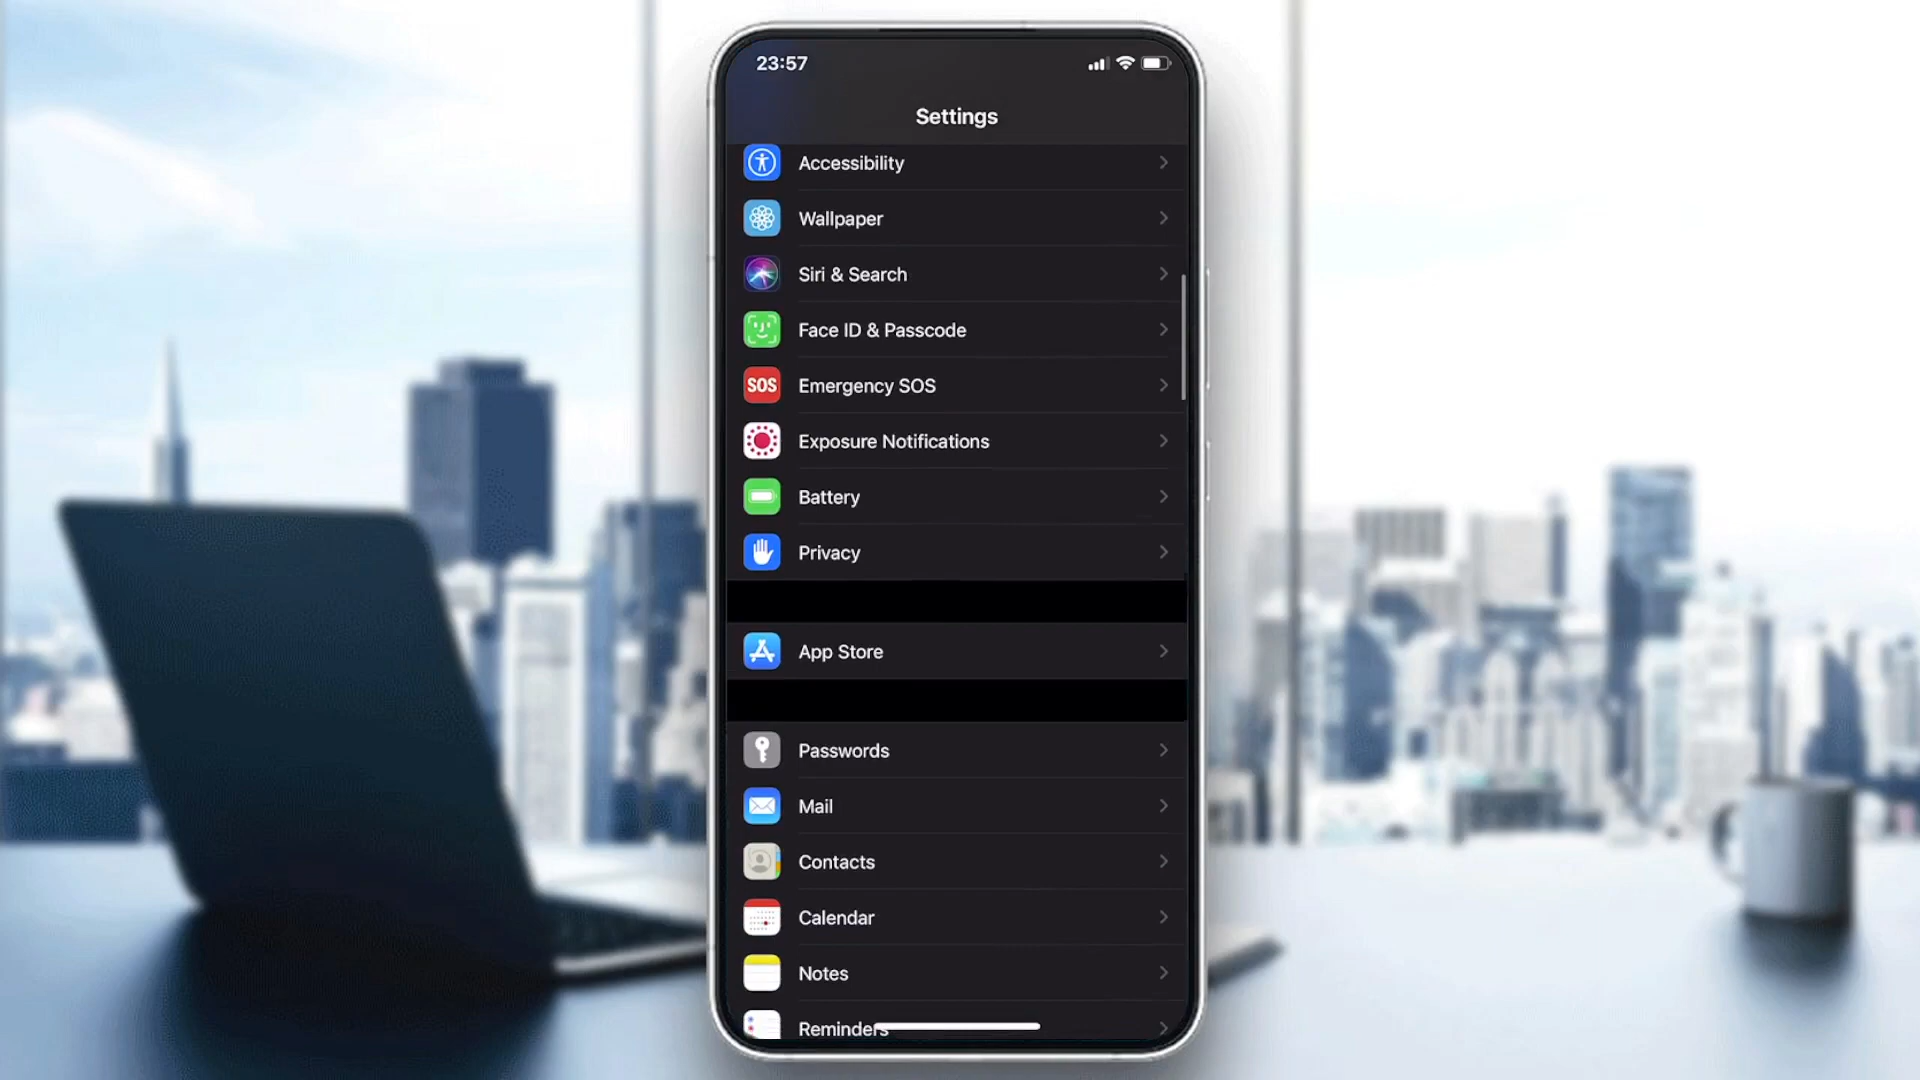 23:57
Settings
Accessibility
Wallpaper
Siri & Search
Face ID & Passcode
SOS Emergency SOS
Exposure Notifications
Battery
Privacy
App Store
Passwords
Mail
Contacts
Calendar
Notes
Reminders